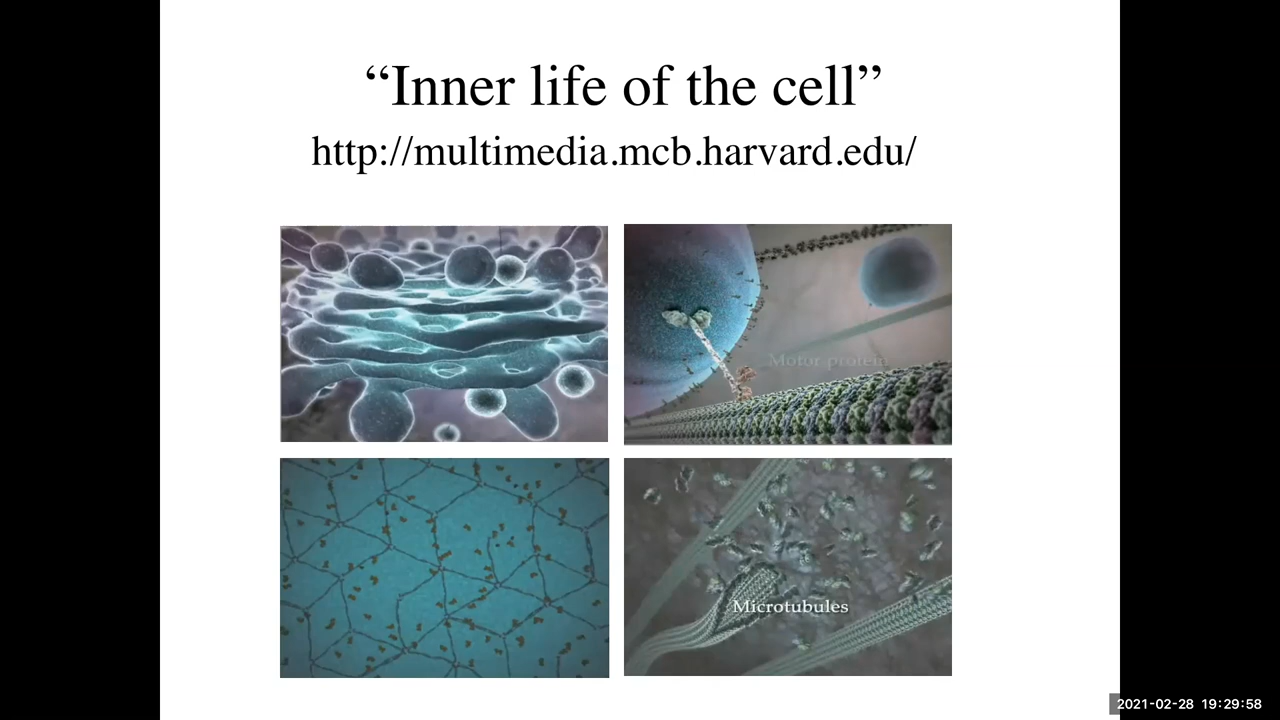 “Inner life of the cell”
http://multimedia.mcb.harvard.edu/
Motor protein
Microtubules
2021-02-28 19:29:58